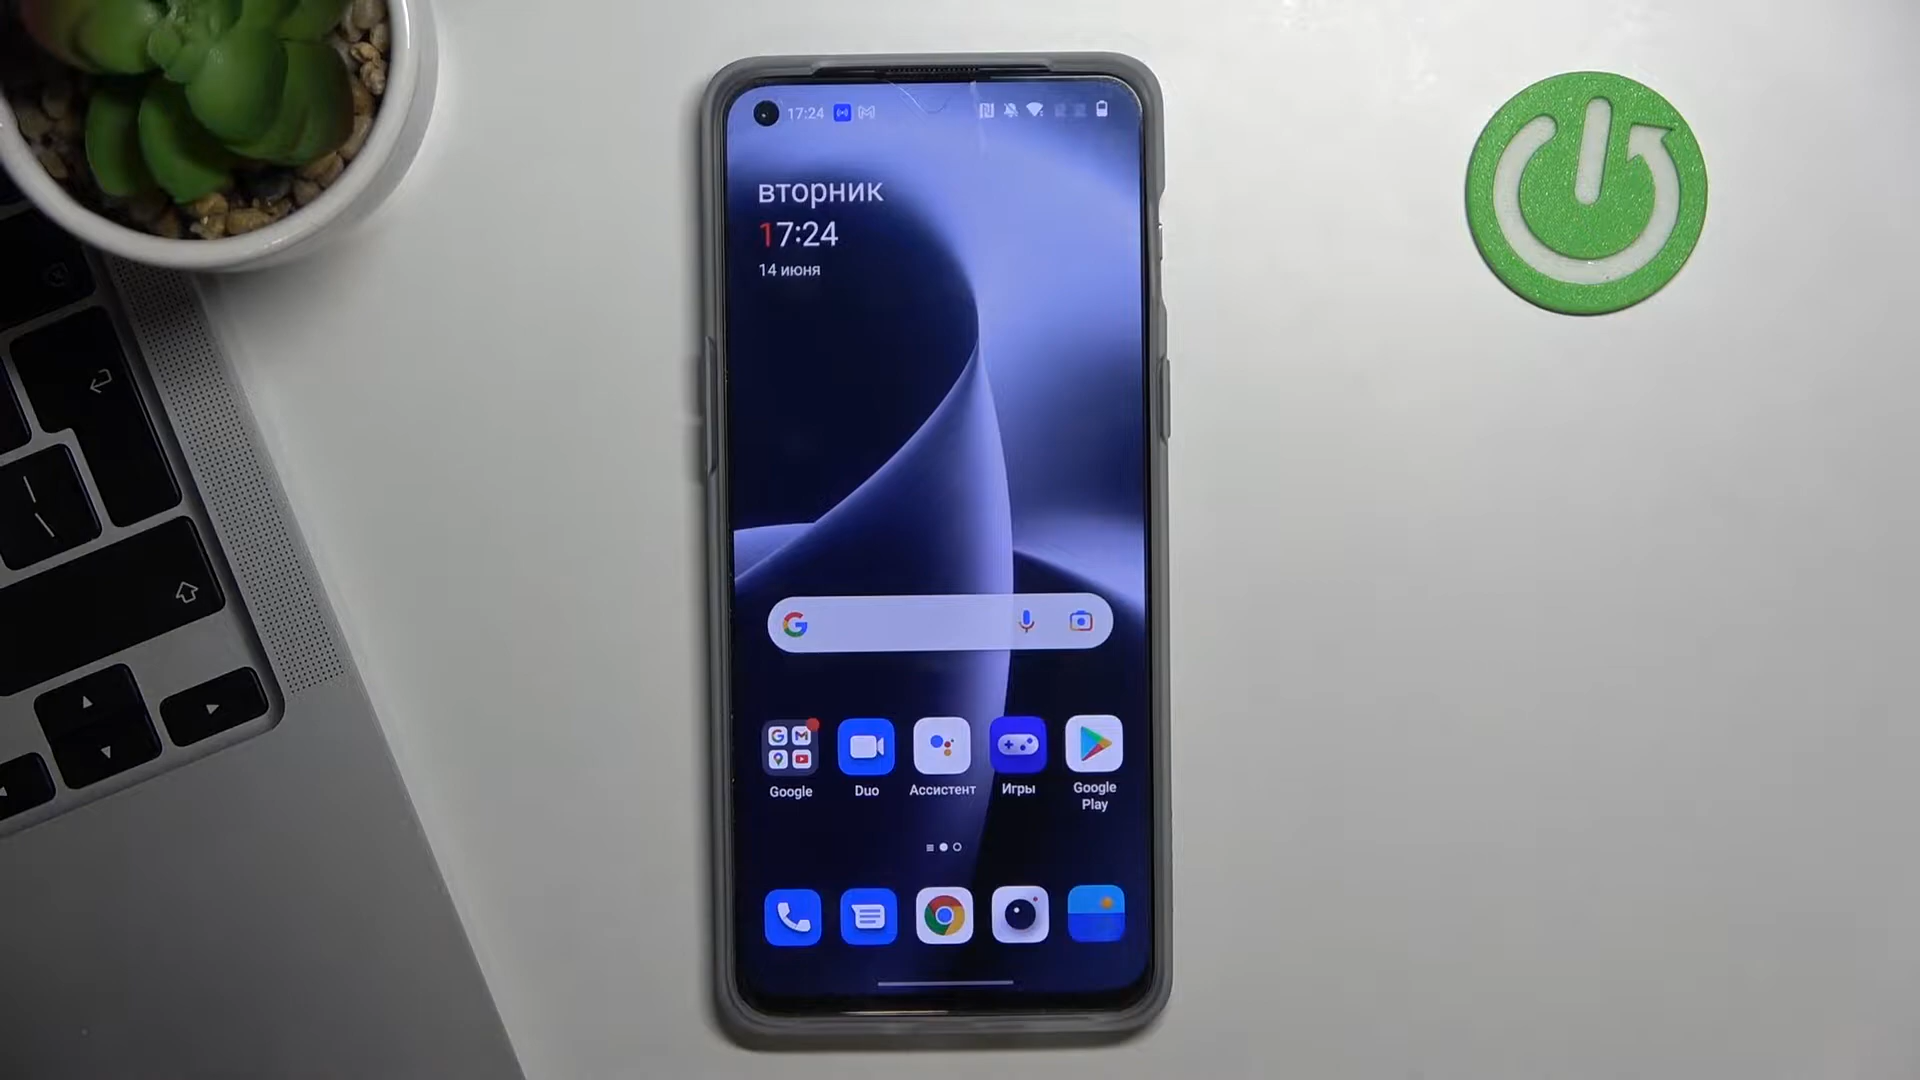 17:24
вторник
17:24
14 июня
Google
Duo
Ассистент
Игры
Google
Play